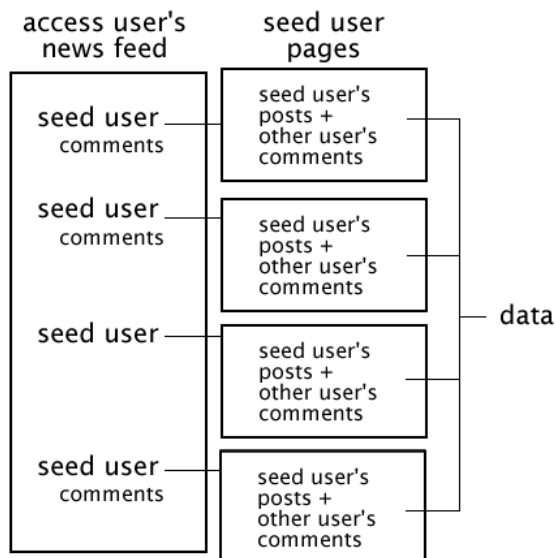 access user's
news feed
seed user
pages
seed user
comments
seed user
comments
seed user
seed user
comments
seed user's
posts +
other user's
comments
seed user's
posts +
other user's
comments
seed user's
posts +
other user's
comments
seed user's
posts +
other user's
comments
data